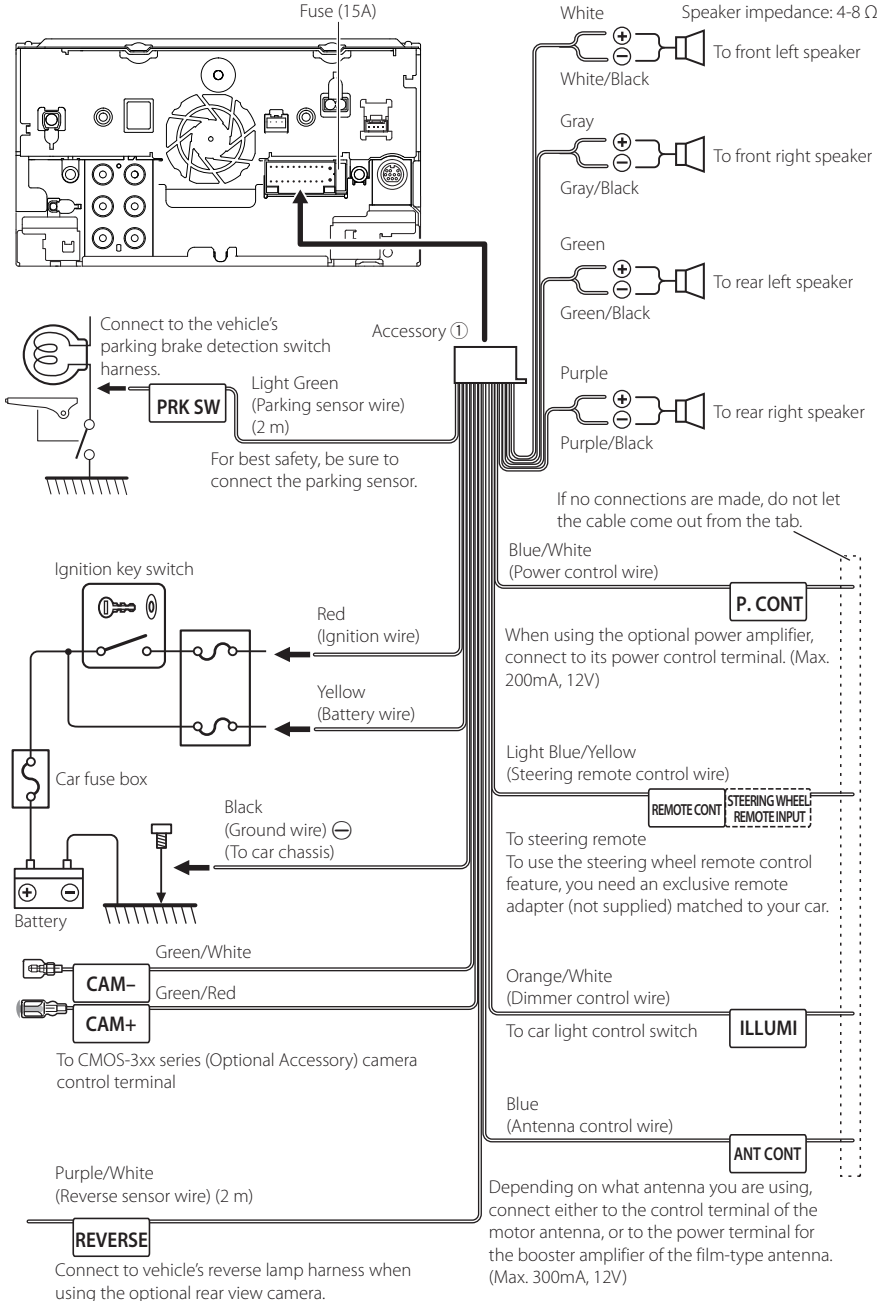 Fuse (15A)
White
Speaker impedance: 4-8 Ω
⊕
⊖
To front left speaker
White/Black
Gray
⊕
⊖
To front right speaker
Gray/Black
Green
⊕
⊖
To rear left speaker
Green/Black
Purple
⊕
⊖
To rear right speaker
Purple/Black
Accessory ①
Connect to the vehicle's
parking brake detection switch
harness.
PRK SW
Light Green
(Parking sensor wire)
(2 m)
For best safety, be sure to
connect the parking sensor.
If no connections are made, do not let
the cable come out from the tab.
Blue/White
(Power control wire)
P. CONT
When using the optional power amplifier,
connect to its power control terminal. (Max.
200mA, 12V)
Ignition key switch
Red
(Ignition wire)
Yellow
(Battery wire)
Car fuse box
Black
(Ground wire) ⊖
(To car chassis)
⊕ ⊖
Battery
Light Blue/Yellow
(Steering remote control wire)
REMOTE CONT
STEERING WHEEL
REMOTE INPUT
To steering remote
To use the steering wheel remote control
feature, you need an exclusive remote
adapter (not supplied) matched to your car.
Green/White
CAM–
Green/Red
CAM+
To CMOS-3xx series (Optional Accessory) camera
control terminal
Orange/White
(Dimmer control wire)
To car light control switch
ILLUMI
Blue
(Antenna control wire)
ANT CONT
Depending on what antenna you are using,
connect either to the control terminal of the
motor antenna, or to the power terminal for
the booster amplifier of the film-type antenna.
(Max. 300mA, 12V)
Purple/White
(Reverse sensor wire) (2 m)
REVERSE
Connect to vehicle's reverse lamp harness when
using the optional rear view camera.